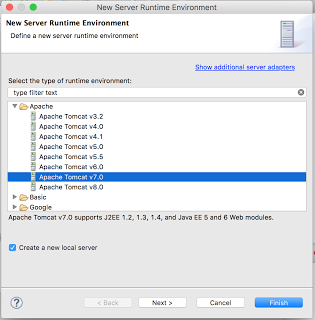 New Server Runtime Environment
New Server Runtime Environment
Define a new server runtime environment
Show additional server adapters
Select the type of runtime environment:
type filter text
Apache
Apache Tomcat v3.2
Apache Tomcat v4.0
Apache Tomcat v4.1
Apache Tomcat v5.0
Apache Tomcat v5.5
Apache Tomcat v6.0
Apache Tomcat v7.0
Apache Tomcat v8.0
Basic
Google
Apache Tomcat v7.0 supports J2EE 1.2, 1.3, 1.4, and Java EE 5 and 6 Web modules.
Create a new local server
? < Back Next > Cancel Finish